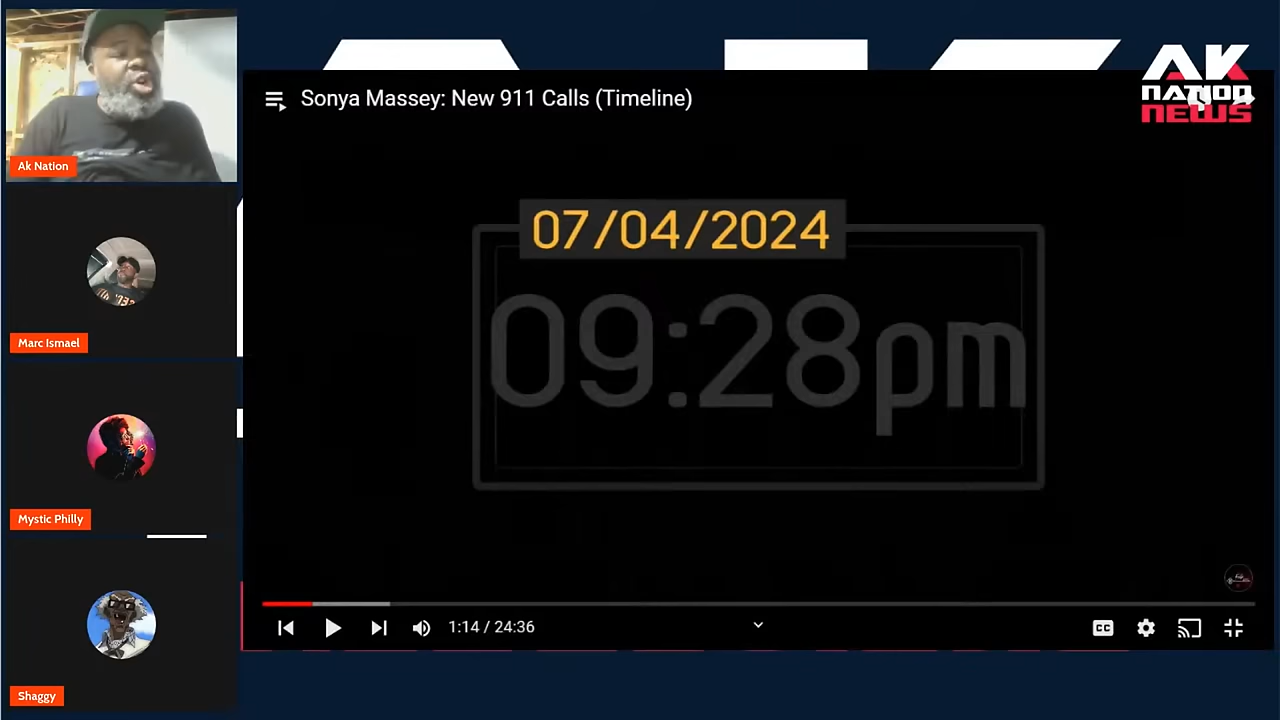 Ak Nation
Marc Ismael
Mystic Philly
Shaggy
Sonya Massey: New 911 Calls (Timeline)
AK
NATION
NEWS
07/04/2024
09:28pm
1:14 / 24:36
CC